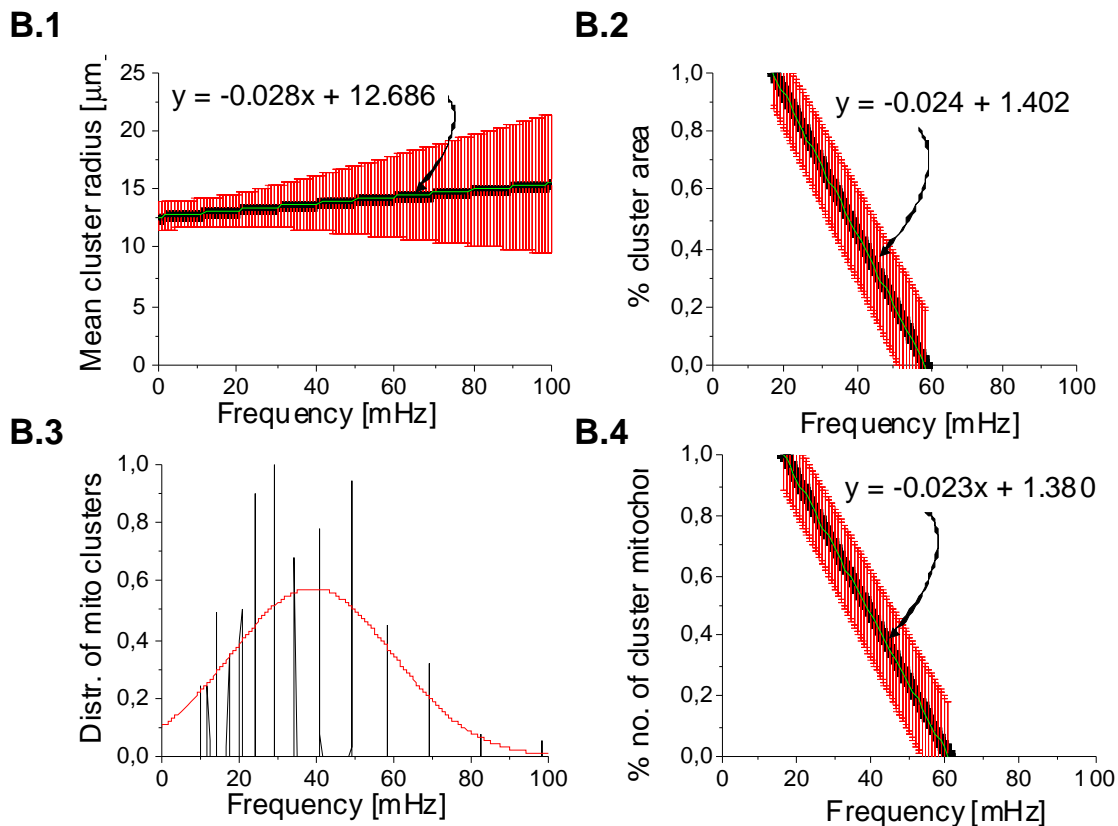 B.1
Mean cluster radius [µm
25
20
15
10
5
0
y = -0.028x + 12.686
0 20 40 60 80 100
Frequency [mHz]
B.2
% cluster area
1,0
0,8
0,6
0,4
0,2
0,0
y = -0.024 + 1.402
0 20 40 60 80 100
Frequency [mHz]
B.3
Distr. of mito clusters
1,0
0,8
0,6
0,4
0,2
0,0
0 20 40 60 80 100
Frequency [mHz]
B.4
% no. of cluster mitochor
1,0
0,8
0,6
0,4
0,2
0,0
y = -0.023x + 1.380
0 20 40 60 80 100
Frequency [mHz]